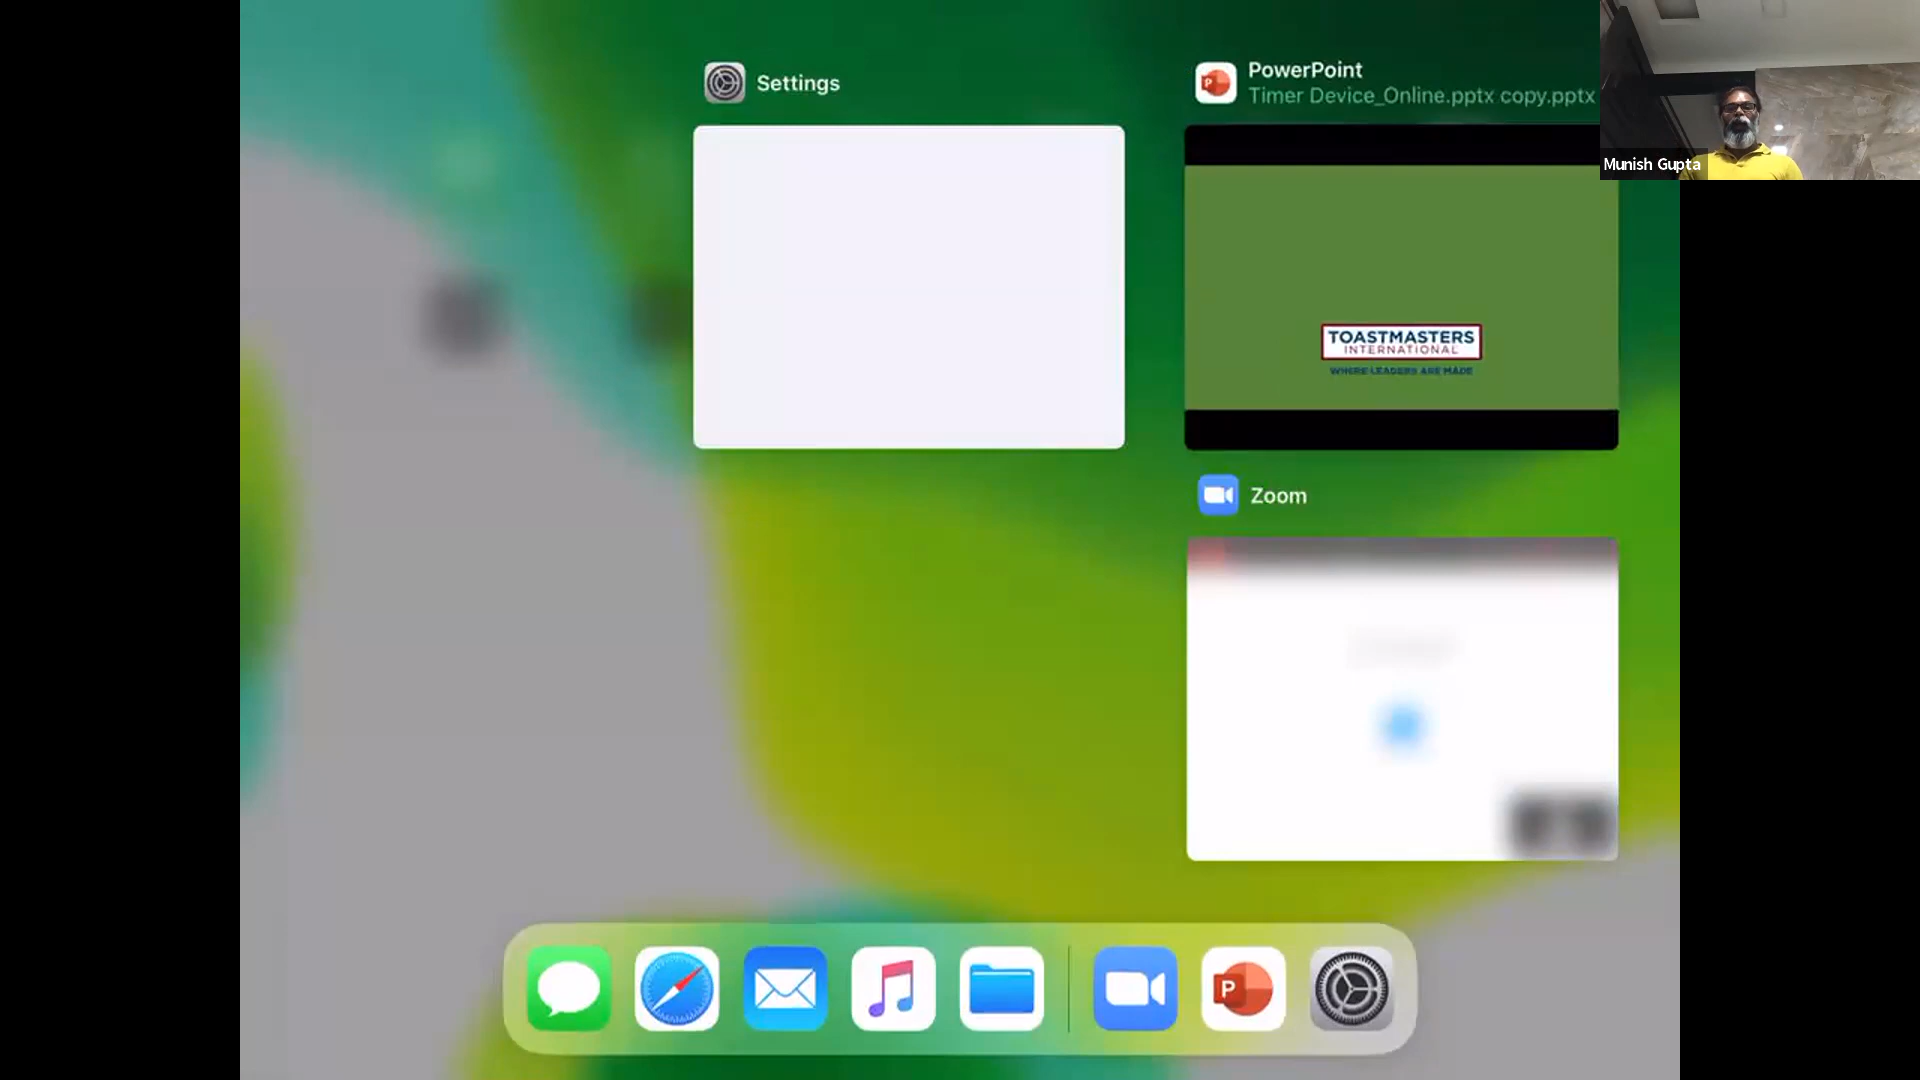 Settings
PowerPoint
Timer Device_Online.pptx copy.pptx
Munish Gupta
TOASTMASTERS
INTERNATIONAL
WHERE LEADERS ARE MADE
Zoom
P